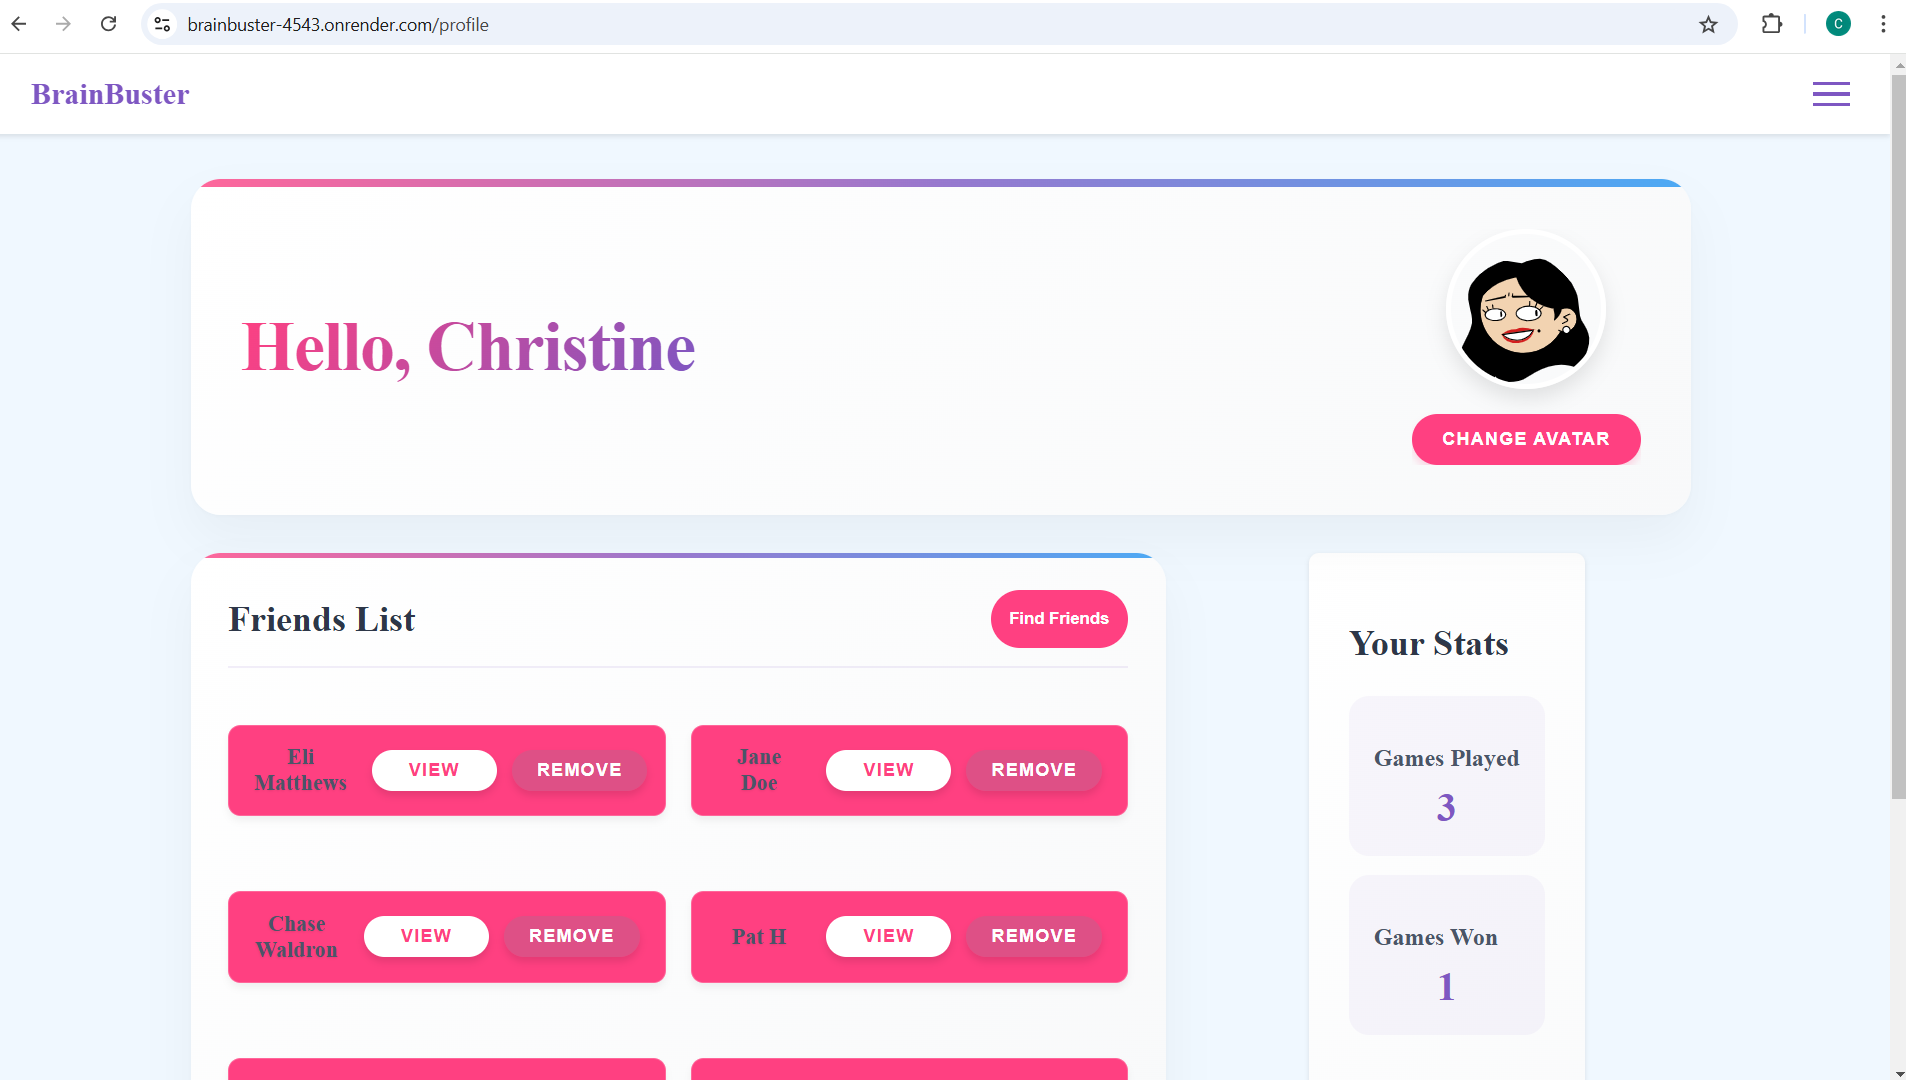 brainbuster-4543.onrender.com/profile
C
BrainBuster
Hello, Christine
CHANGE AVATAR
Friends List
Find Friends
Eli
Matthews
VIEW
REMOVE
Jane
Doe
VIEW
REMOVE
Chase
Waldron
VIEW
REMOVE
Pat H
VIEW
REMOVE
Your Stats
Games Played
3
Games Won
1